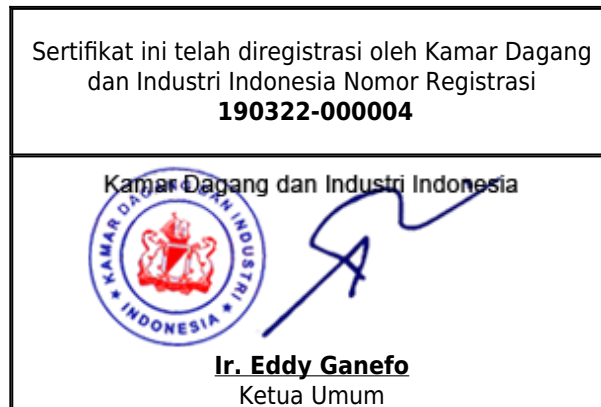 Sertifikat ini telah diregistrasi oleh Kamar Dagang
dan Industri Indonesia Nomor Registrasi
190322-000004
Kamar Dagang dan Industri Indonesia
KAMAR DAGANG DAN INDUSTRI
★ INDONESIA ★
Ir. Eddy Ganefo
Ketua Umum